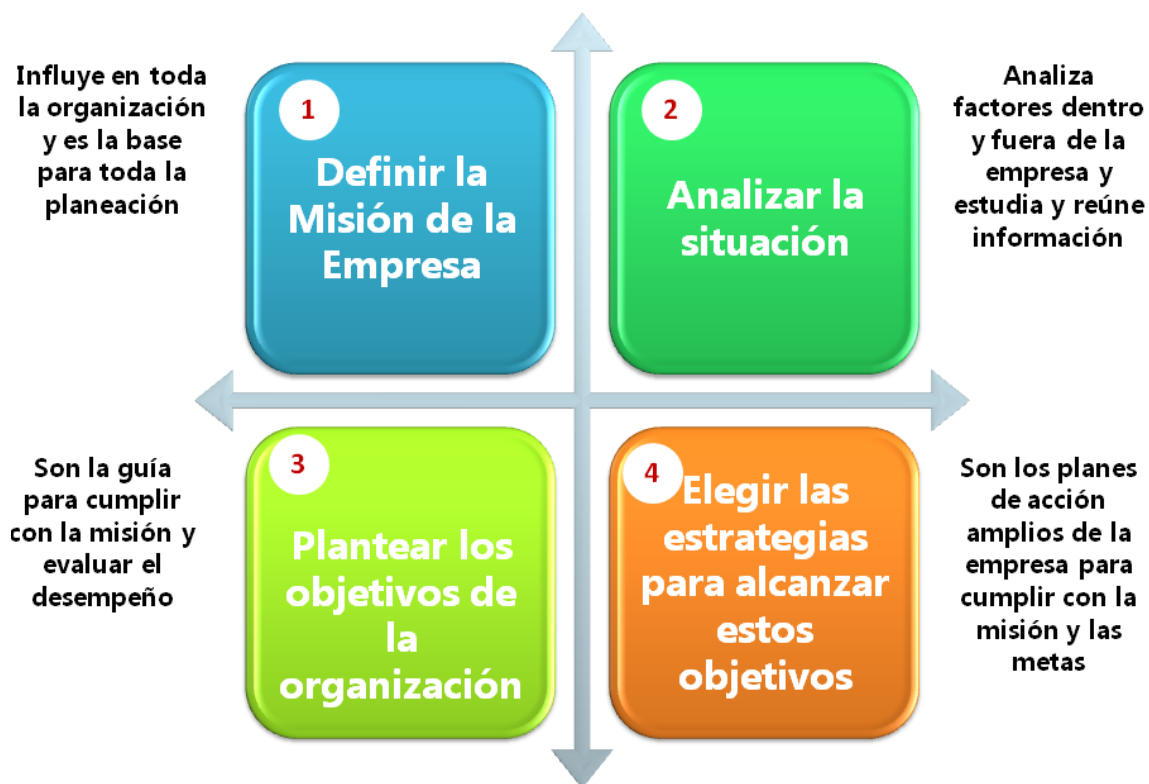 Influye en toda
la organización
y es la base
para toda la
planeación
1
Definir la
Misión de la
Empresa
2
Analizar la
situación
Analiza
factores dentro
y fuera de la
empresa y
estudia y reúne
información
Son la guía
para cumplir
con la misión y
evaluar el
desempeño
3
Plantear los
objetivos de
la
organización
4
Elegir las
estrategias
para alcanzar
estos
objetivos
Son los planes
de acción
amplios de la
empresa para
cumplir con la
misión y las
metas